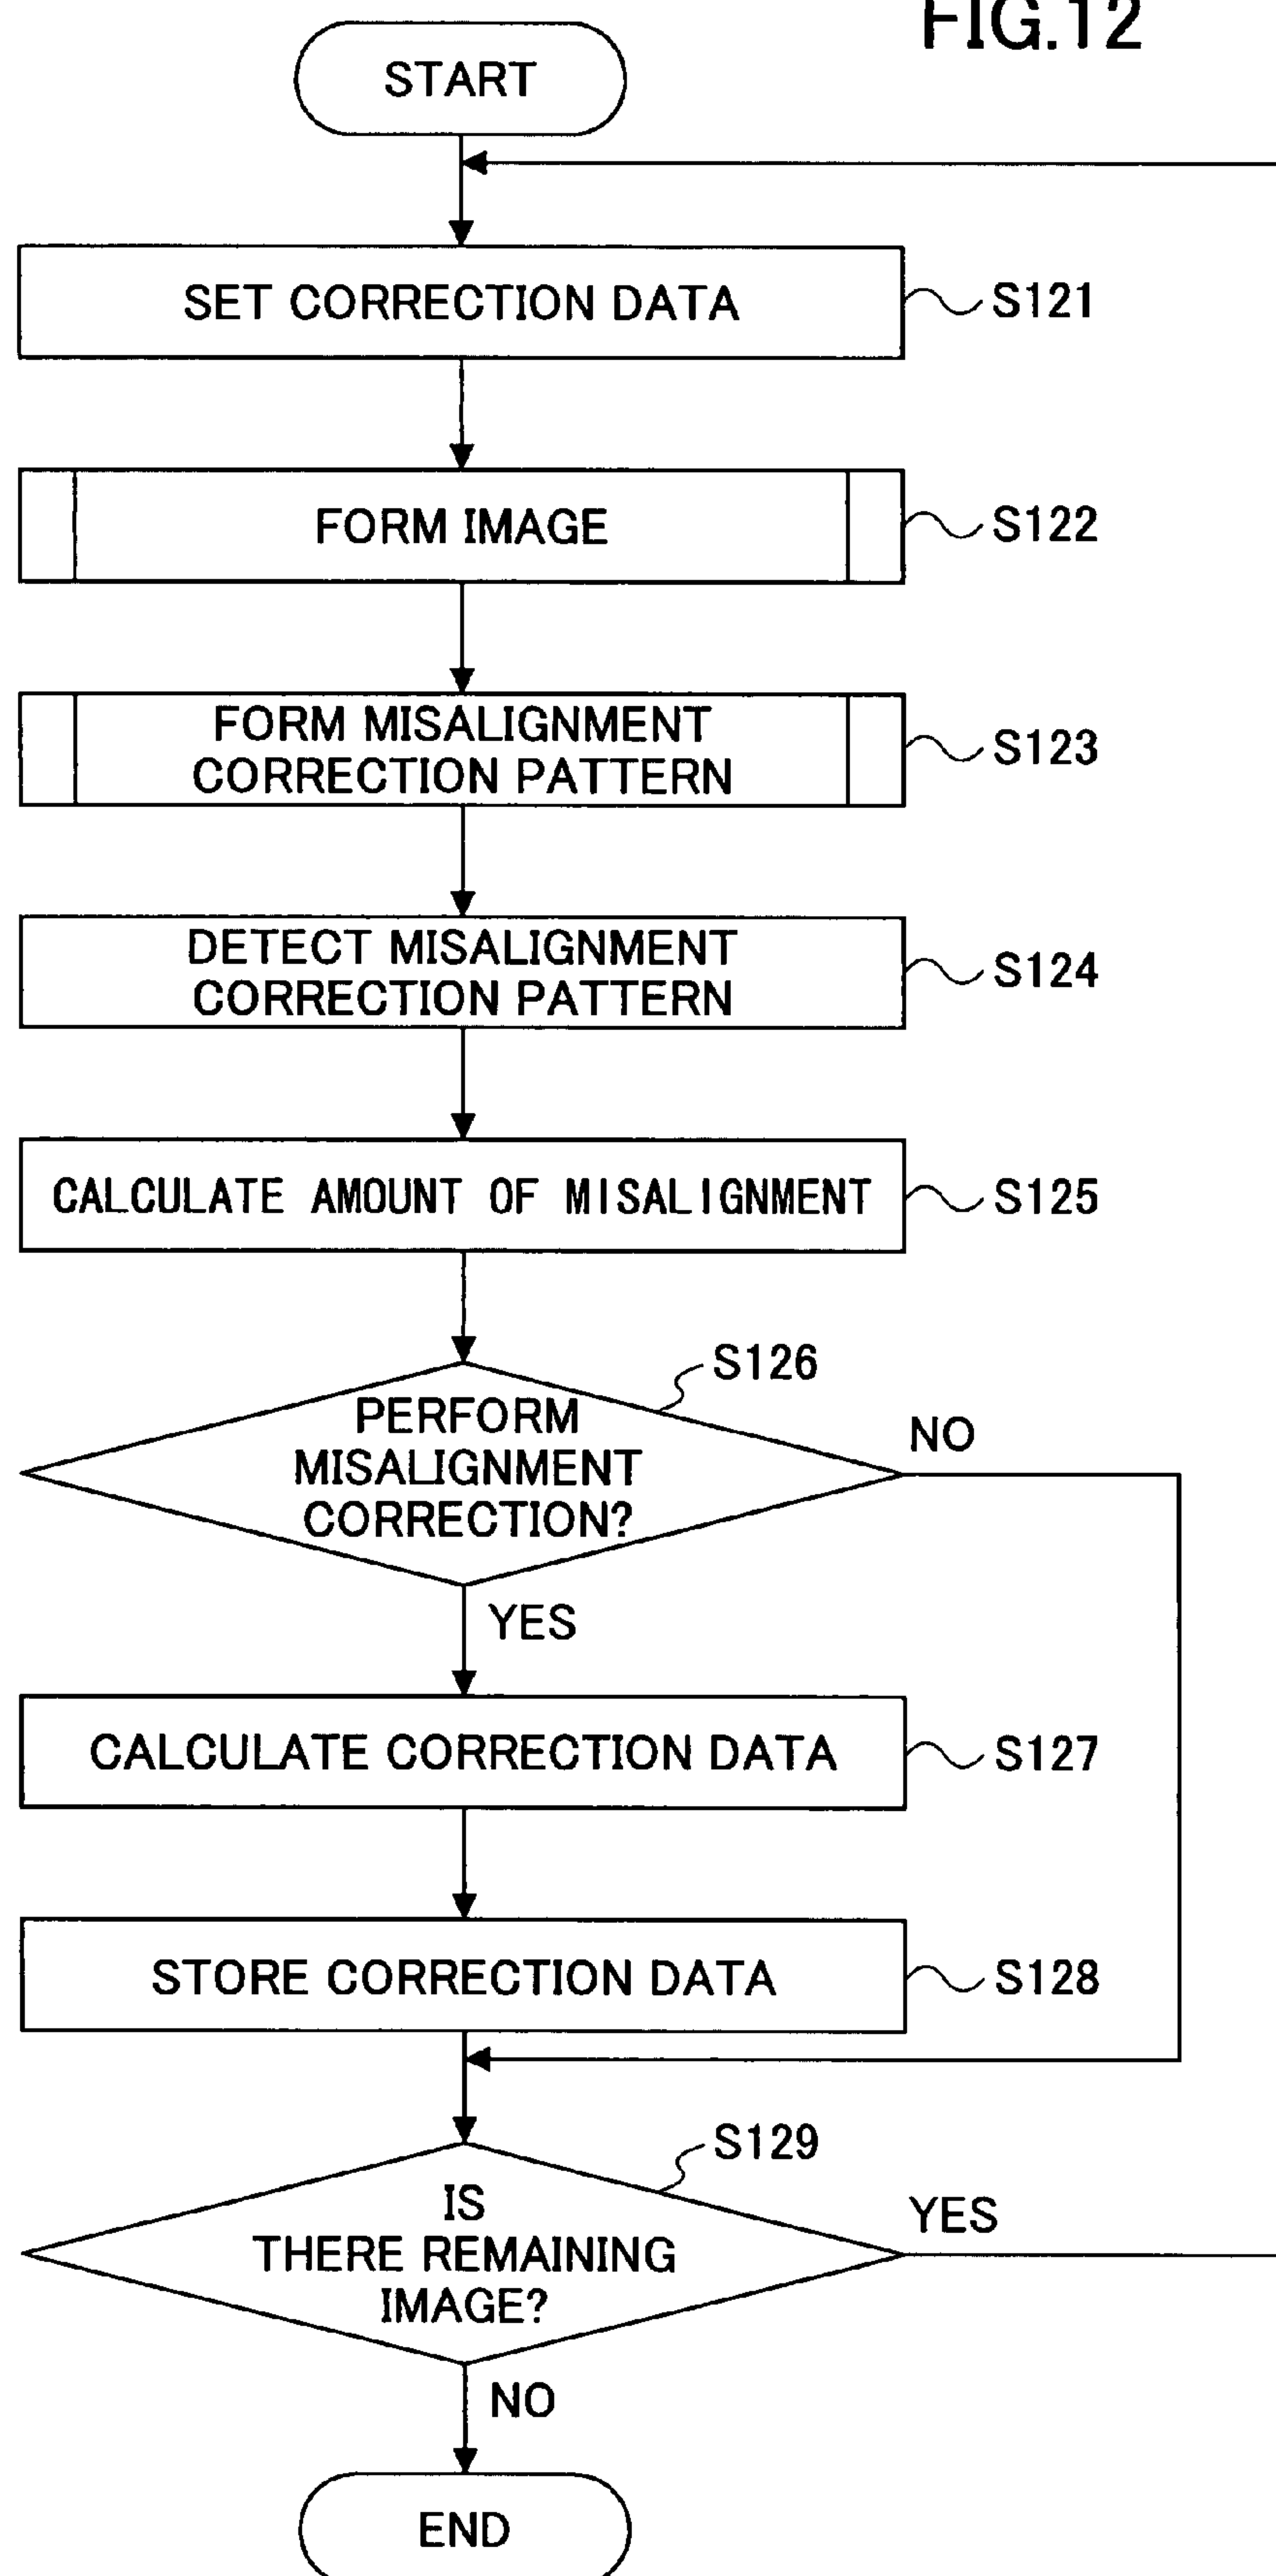 FIG.12
START
SET CORRECTION DATA
S121
FORM IMAGE
S122
FORM MISALIGNMENT
CORRECTION PATTERN
S123
DETECT MISALIGNMENT
CORRECTION PATTERN
S124
CALCULATE AMOUNT OF MISALIGNMENT
S125
S126
PERFORM
MISALIGNMENT
CORRECTION?
NO
YES
CALCULATE CORRECTION DATA
S127
STORE CORRECTION DATA
S128
S129
IS
THERE REMAINING
IMAGE?
YES
NO
END